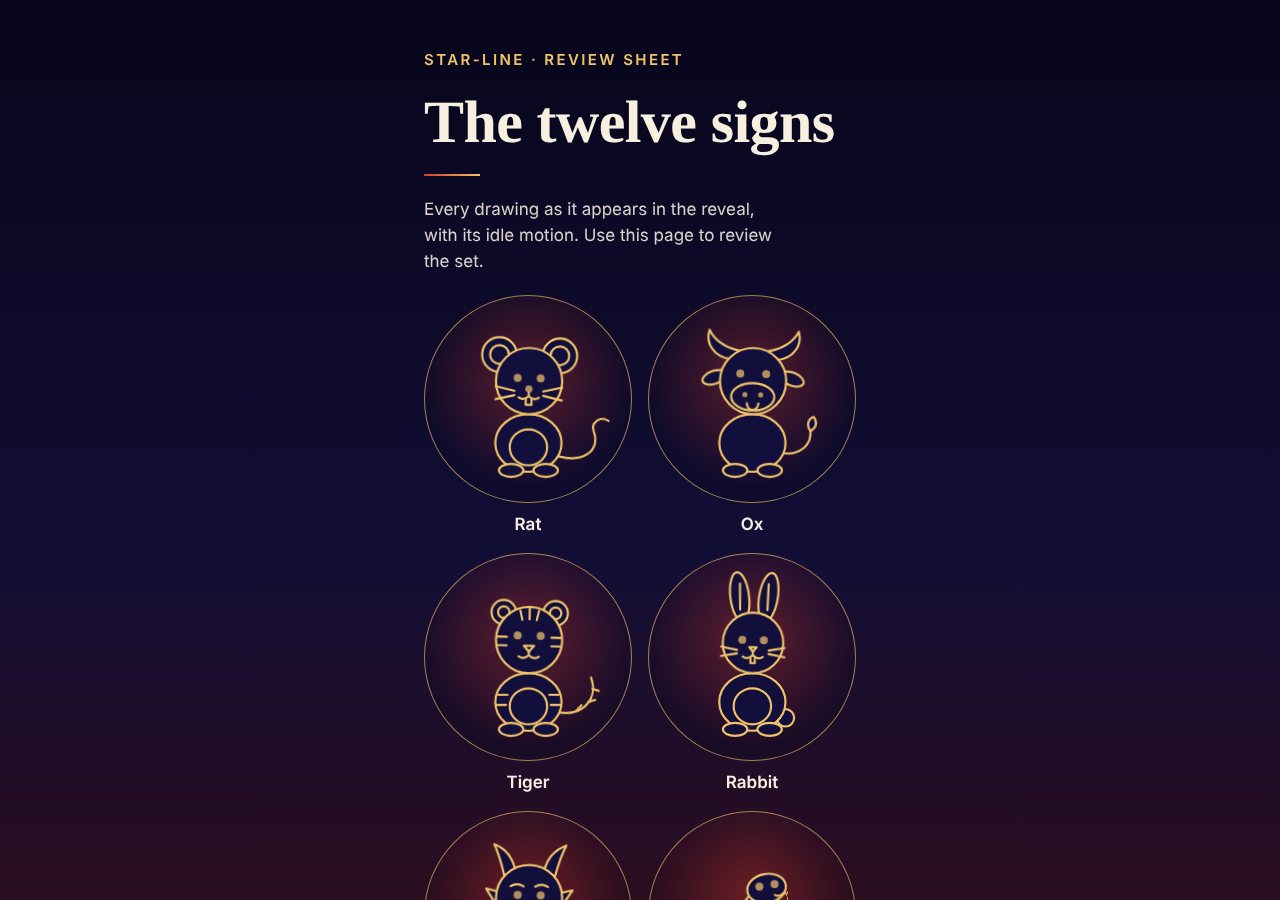 STAR-LINE · REVIEW SHEET
The twelve signs
Every drawing as it appears in the reveal,
with its idle motion. Use this page to review
the set.
Rat
Ox
Tiger
Rabbit